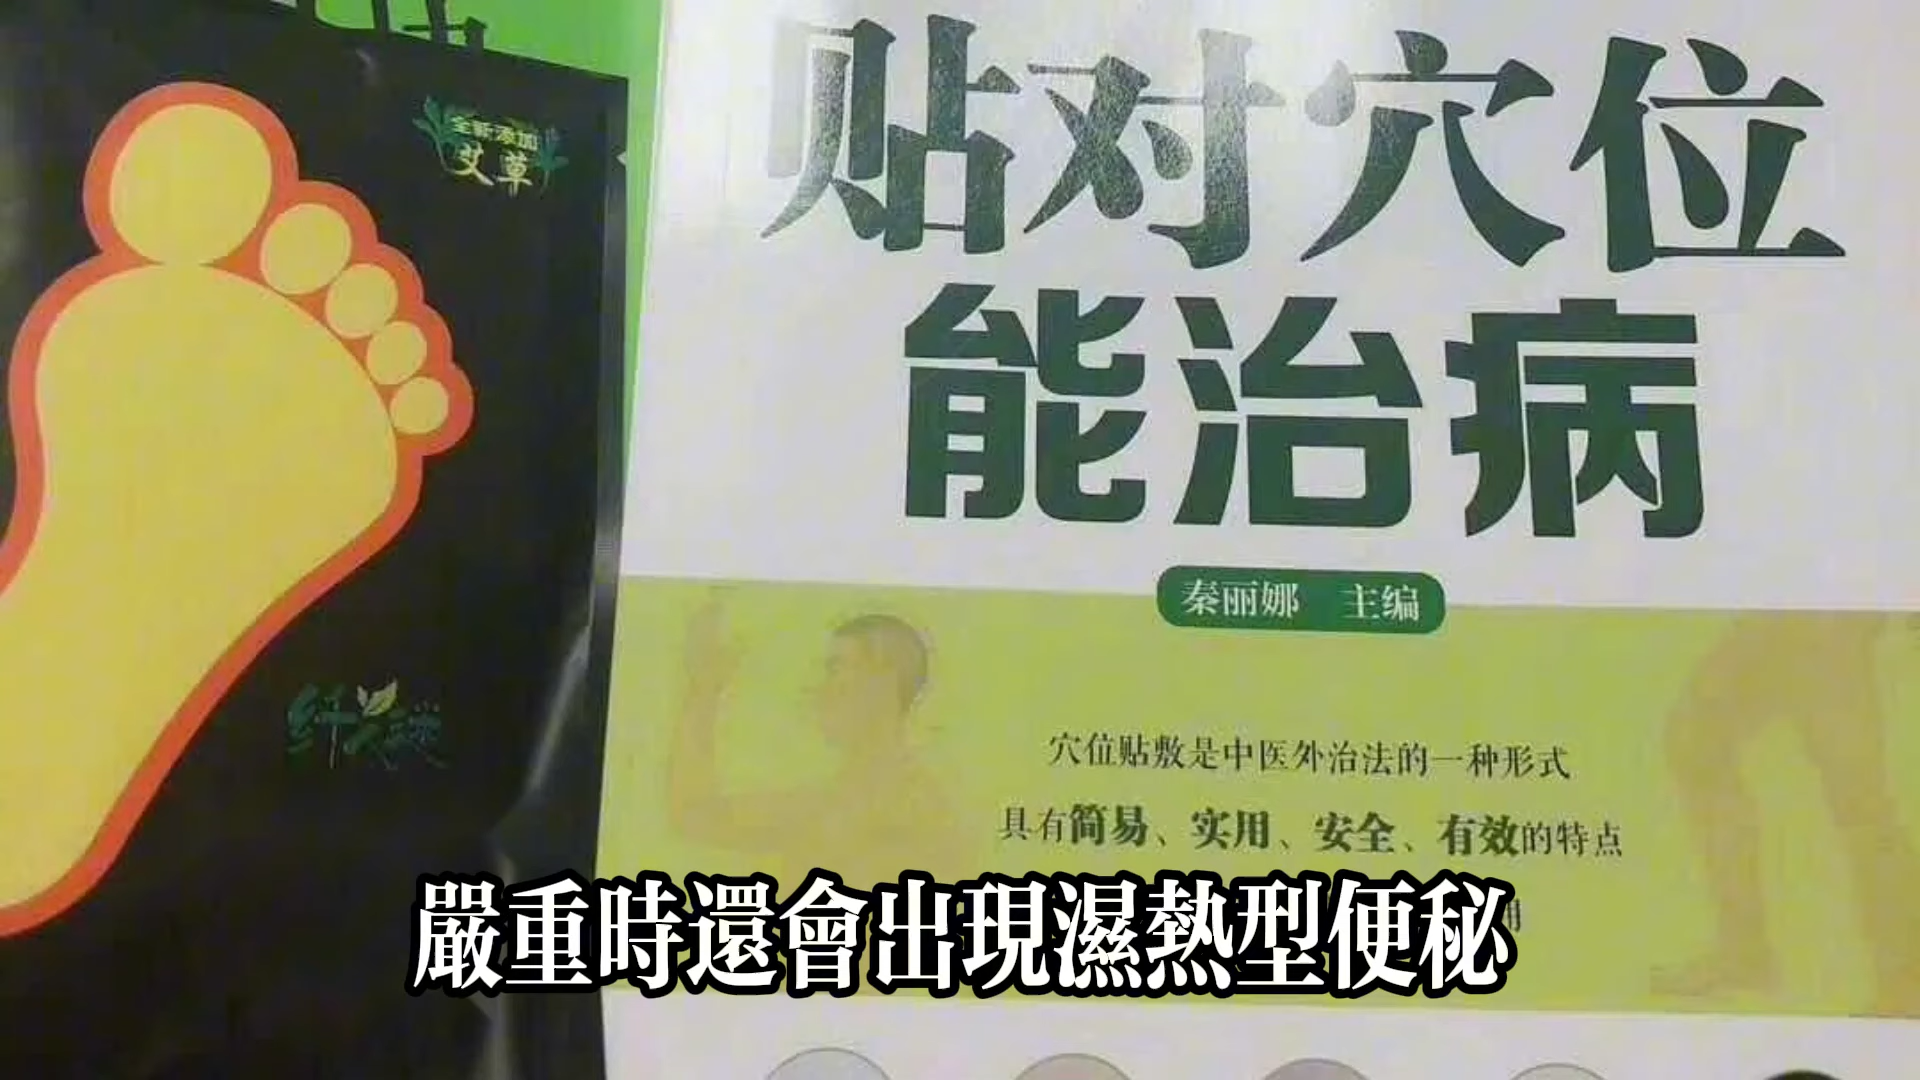 全新添加
艾草
贴对穴位
能治病
秦丽娜 主编
穴位贴敷是中医外治法的一种形式
具有简易、实用、安全、有效的特点
嚴重時還會出現濕熱型便秘